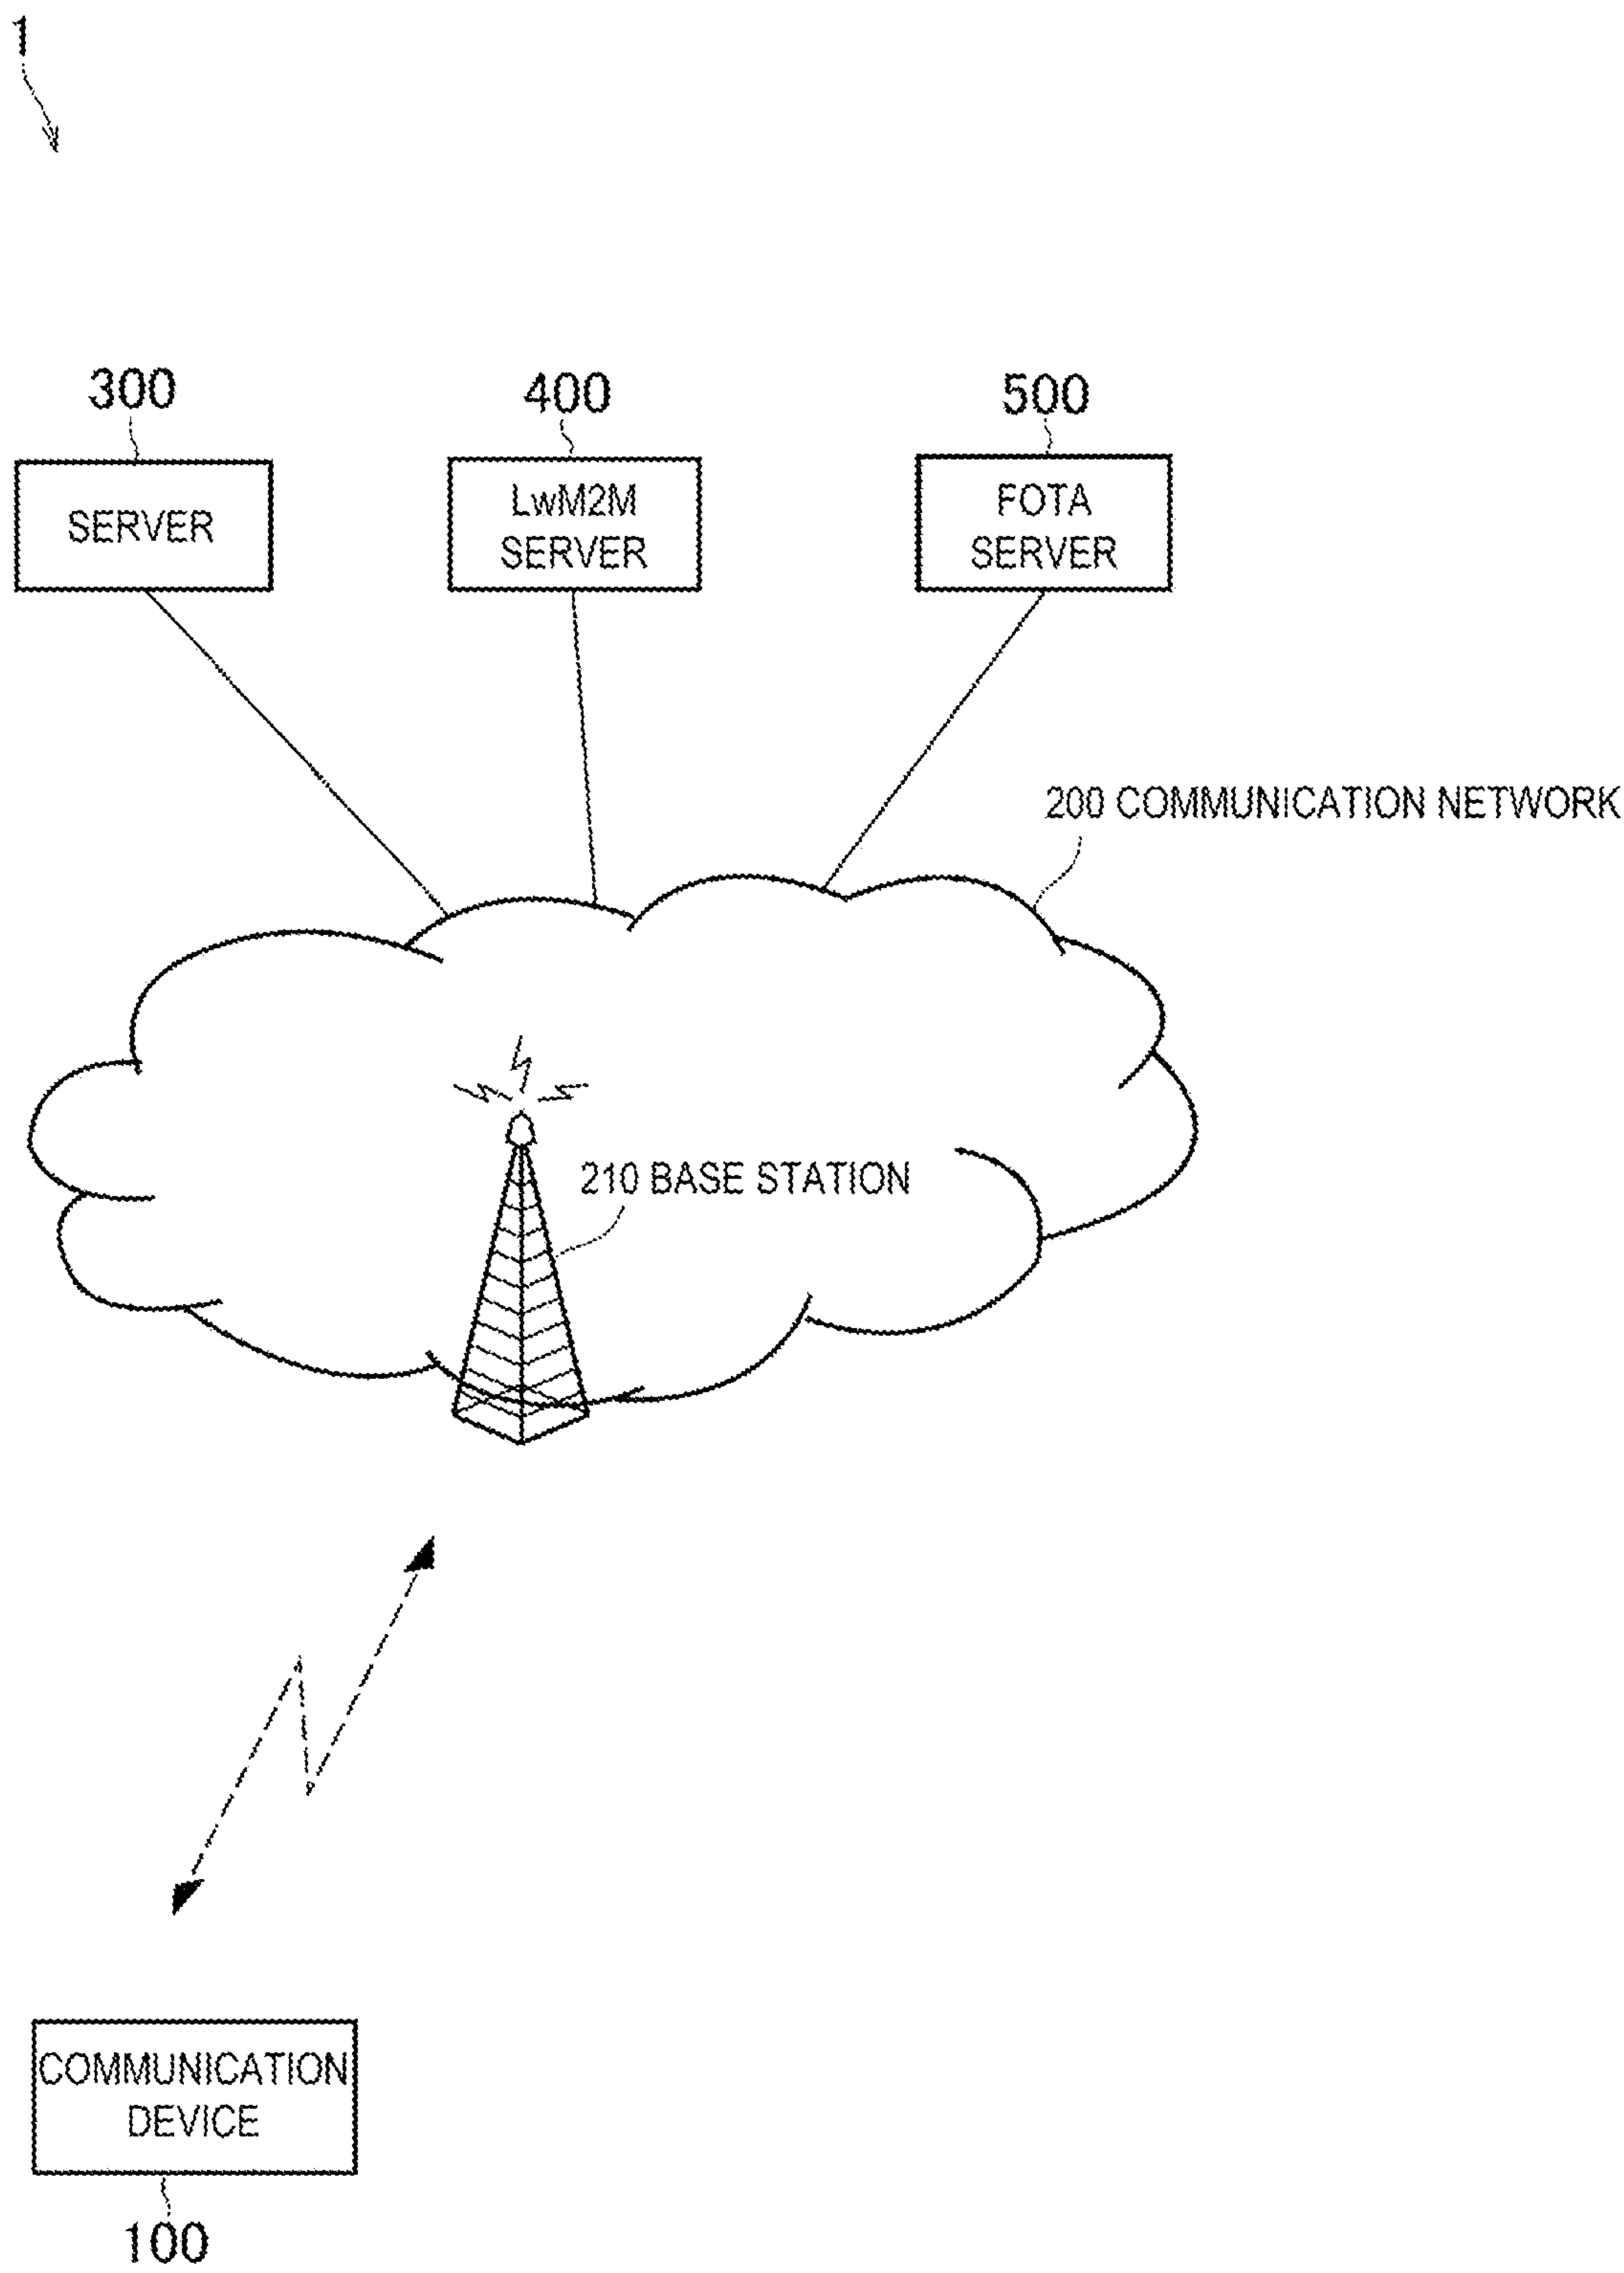 1
300
400
500
SERVER
LwM2M
SERVER
FOTA
SERVER
200 COMMUNICATION NETWORK
210 BASE STATION
COMMUNICATION
DEVICE
100